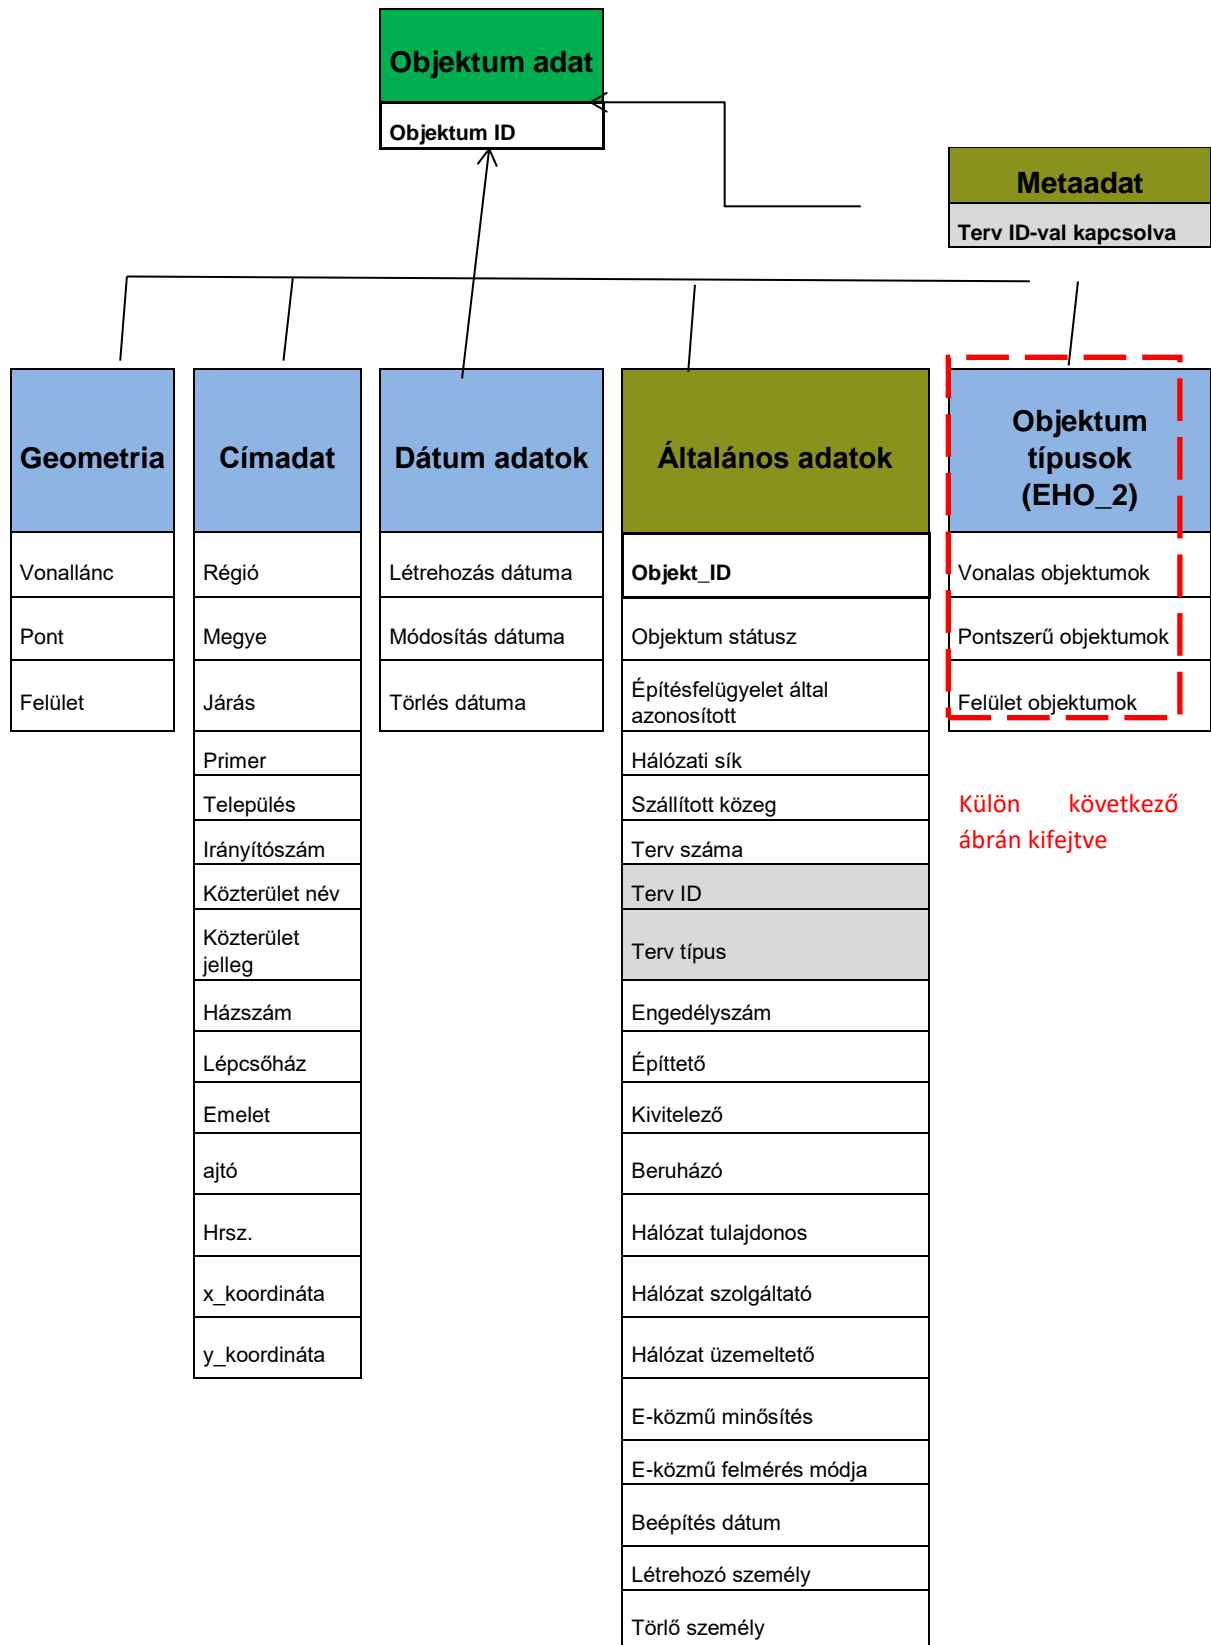 Objektum adat
Objektum ID
Metaadat
Terv ID-val kapcsolva
Geometria
Vonallánc
Pont
Felület
Címadat
Régió
Megye
Járás
Primer
Település
Irányítószám
Közterület név
Közterület
jelleg
Házszám
Lépcsőház
Emelet
ajtó
Hrsz.
x_koordináta
y_koordináta
Dátum adatok
Létrehozás dátuma
Módosítás dátuma
Törlés dátuma
Általános adatok
Objekt_ID
Objektum státusz
Építésfelügyelet által
azonosított
Hálózati sík
Szállított közeg
Terv száma
Terv ID
Terv típus
Engedélyszám
Építtető
Kivitelező
Beruházó
Hálózat tulajdonos
Hálózat szolgáltató
Hálózat üzemeltető
E-közmű minősítés
E-közmű felmérés módja
Beépítés dátum
Létrehozó személy
Törlő személy
Objektum
típusok
(EHO_2)
Vonalas objektumok
Pontszerű objektumok
Felület objektumok
Külön következő
ábrán kifejtve